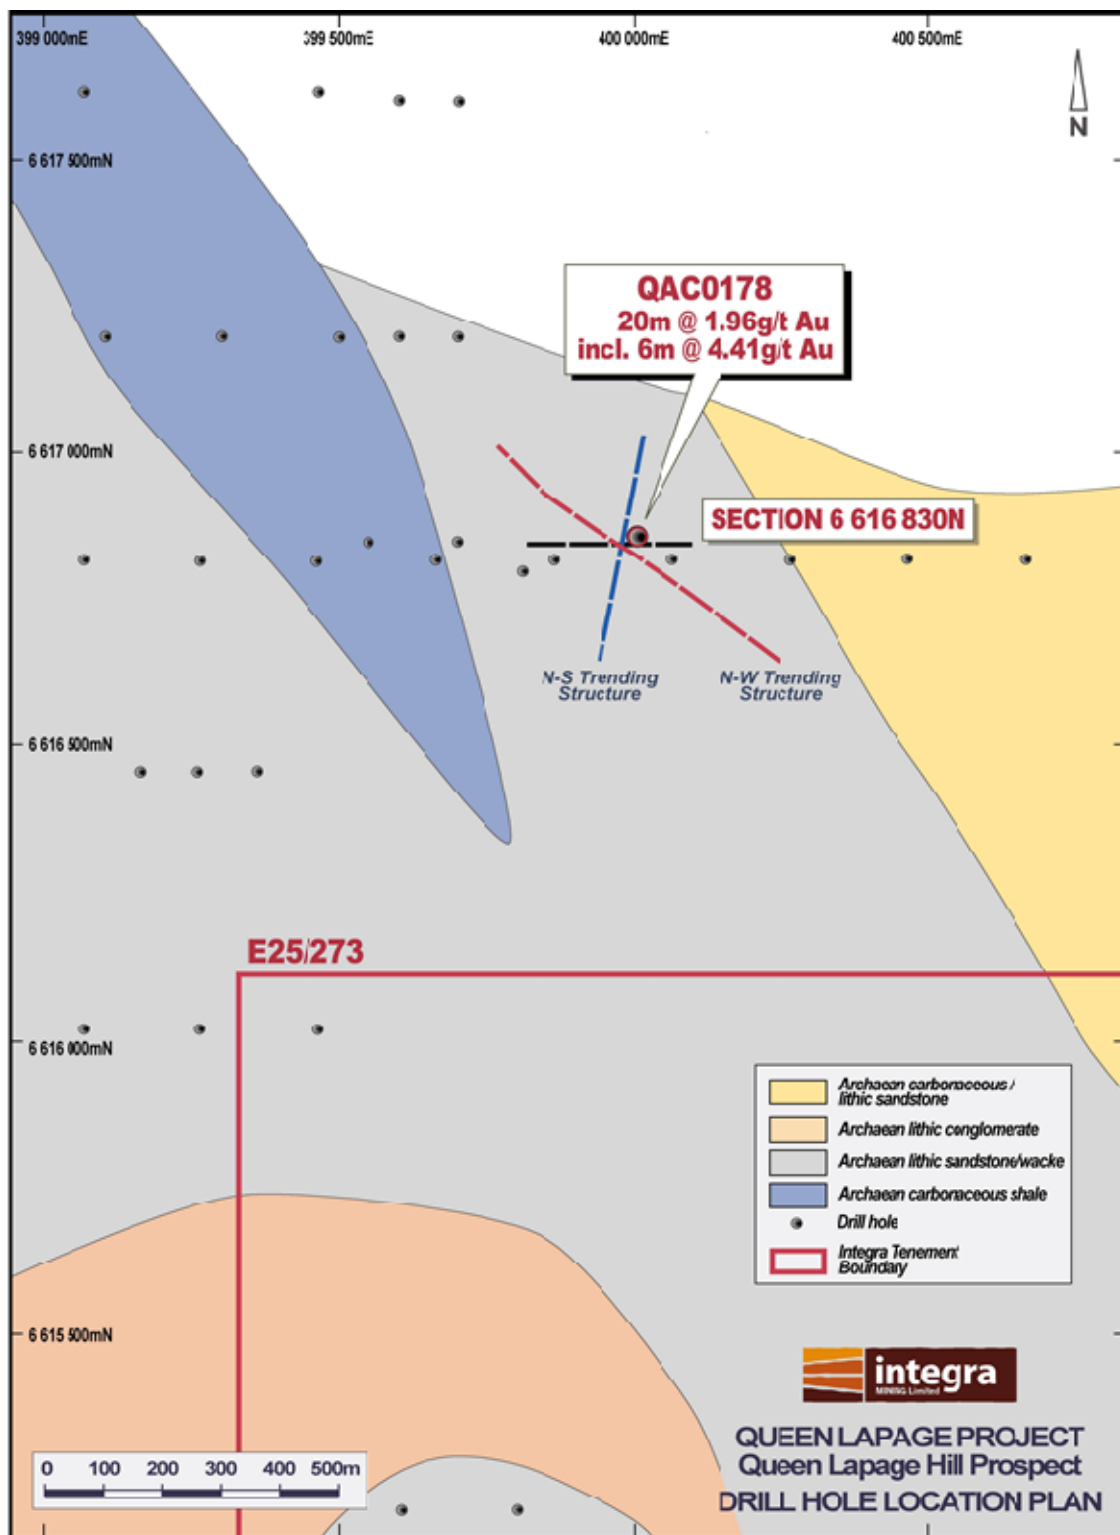 399 000mE
399 500mE
400 000mE
400 500mE
N
6 617 500mN
QAC0178
20m @ 1.96g/t Au
incl. 6m @ 4.41g/t Au
6 617 000mN
SECTION 6 616 830N
N-S Trending
Structure
N-W Trending
Structure
6 616 500mN
E25/273
6 616 000mN
Archaean carbonaceous /
lithic sandstone
Archaean lithic conglomerate
Archaean lithic sandstone/wacke
Archaean carbonaceous shale
Drill hole
Integra Tenement
Boundary
6 615 500mN
integra
MINING Limited
QUEEN LAPAGE PROJECT
Queen Lapage Hill Prospect
DRILL HOLE LOCATION PLAN
0 100 200 300 400 500m